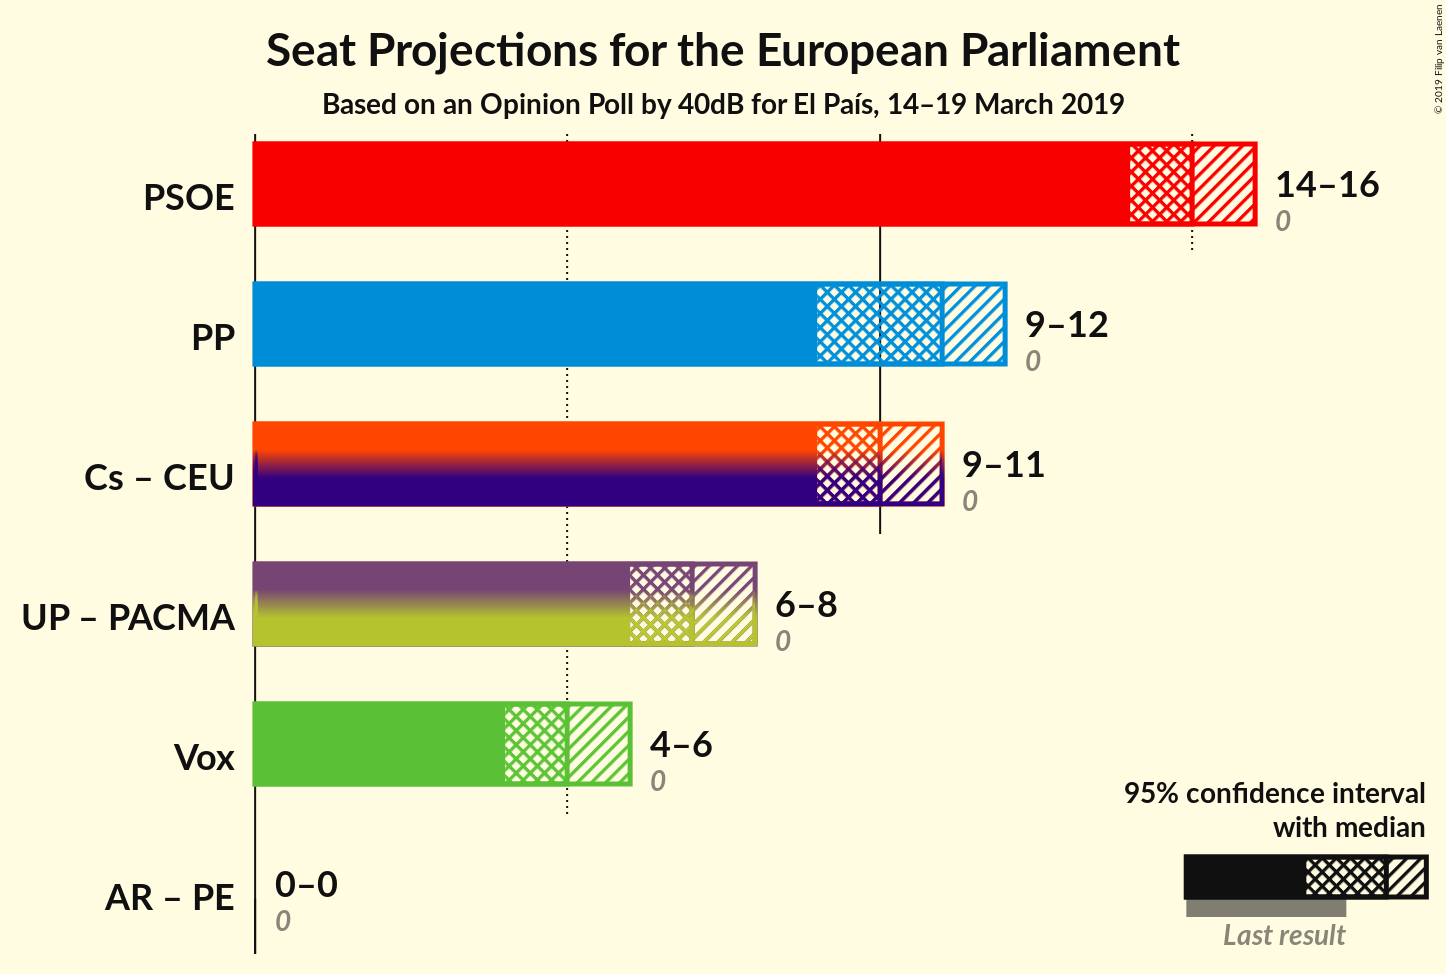 Seat Projections for the European Parliament
Based on an Opinion Poll by 40dB for El País, 14–19 March 2019
© 2019 Filip van Laenen
PSOE
14–16
0
PP
9–12
0
Cs – CEU
9–11
0
UP – PACMA
6–8
0
Vox
4–6
0
AR – PE
0–0
0
95% confidence interval
with median
Last result